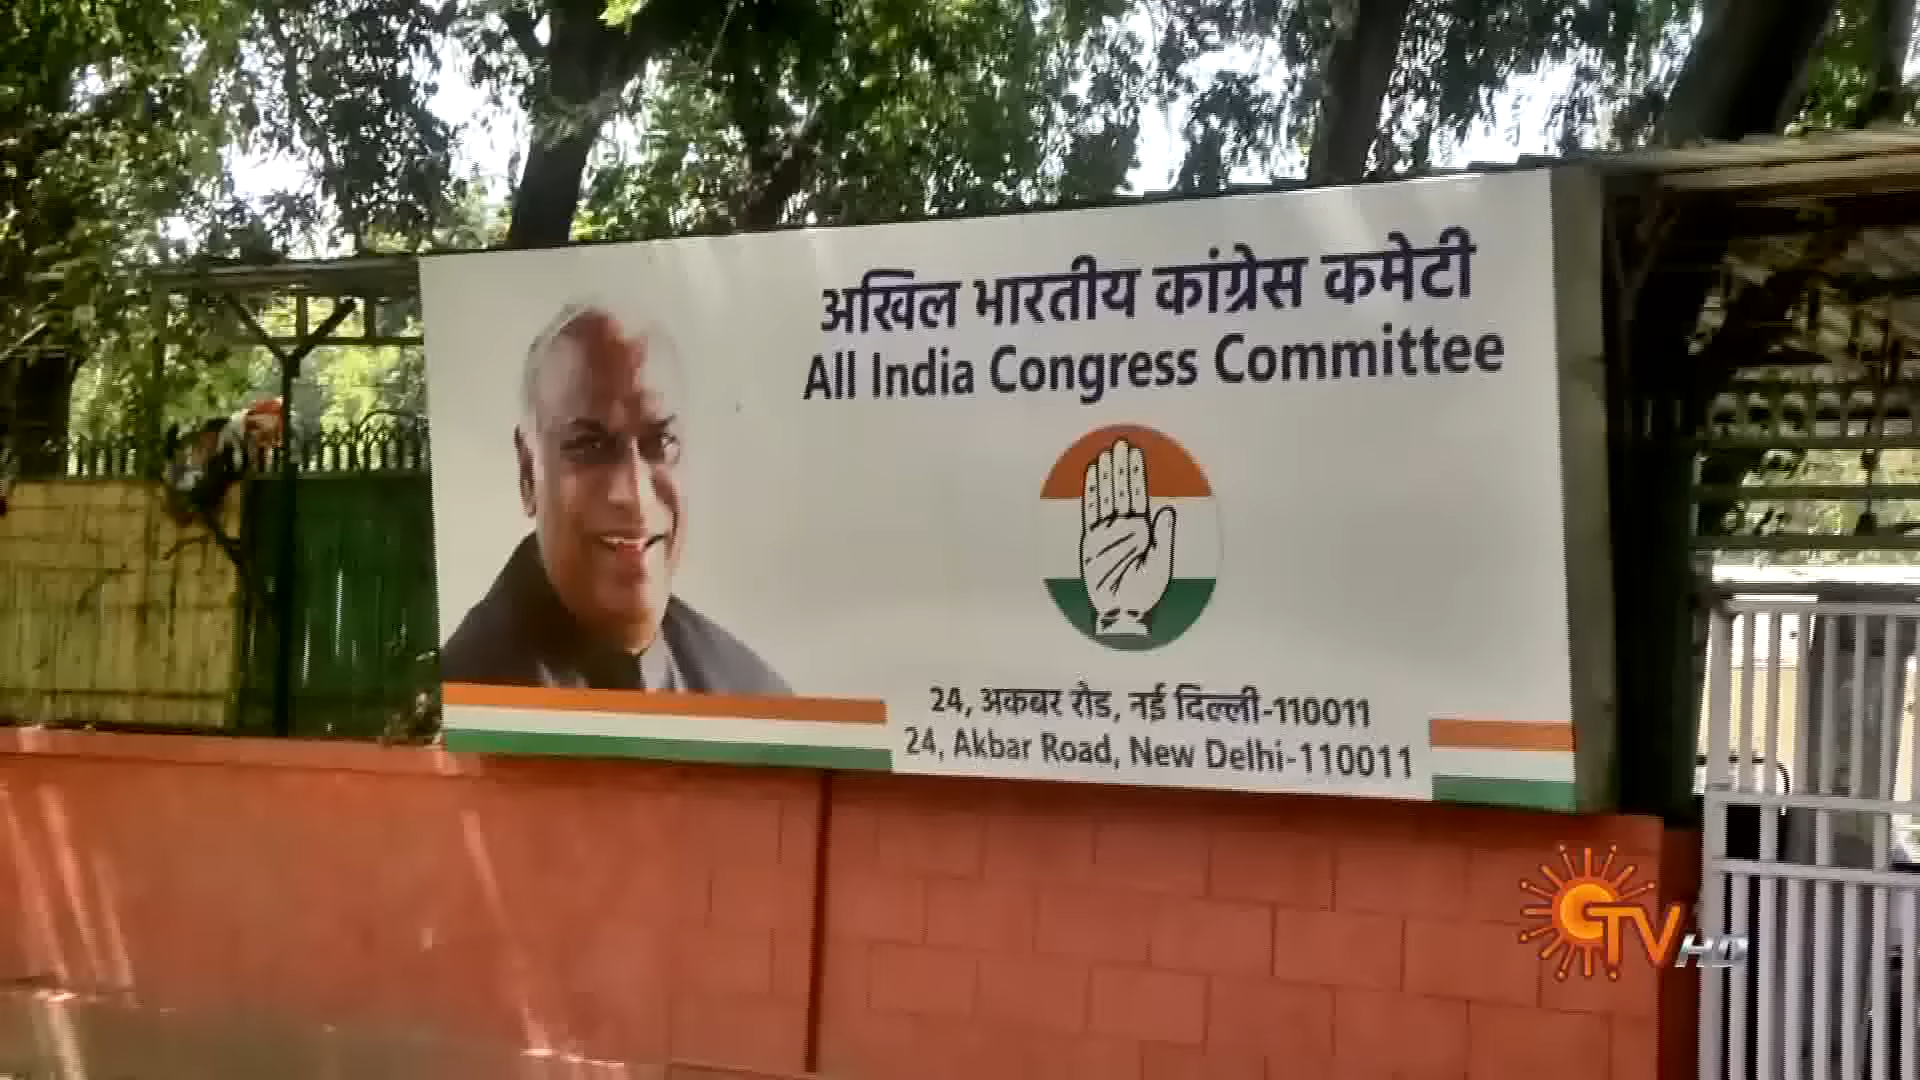 अखिल भारतीय कांग्रेस कमेटी
All India Congress Committee
24, अकबर रोड, नई दिल्ली-110011
24, Akbar Road, New Delhi-110011
TV HD